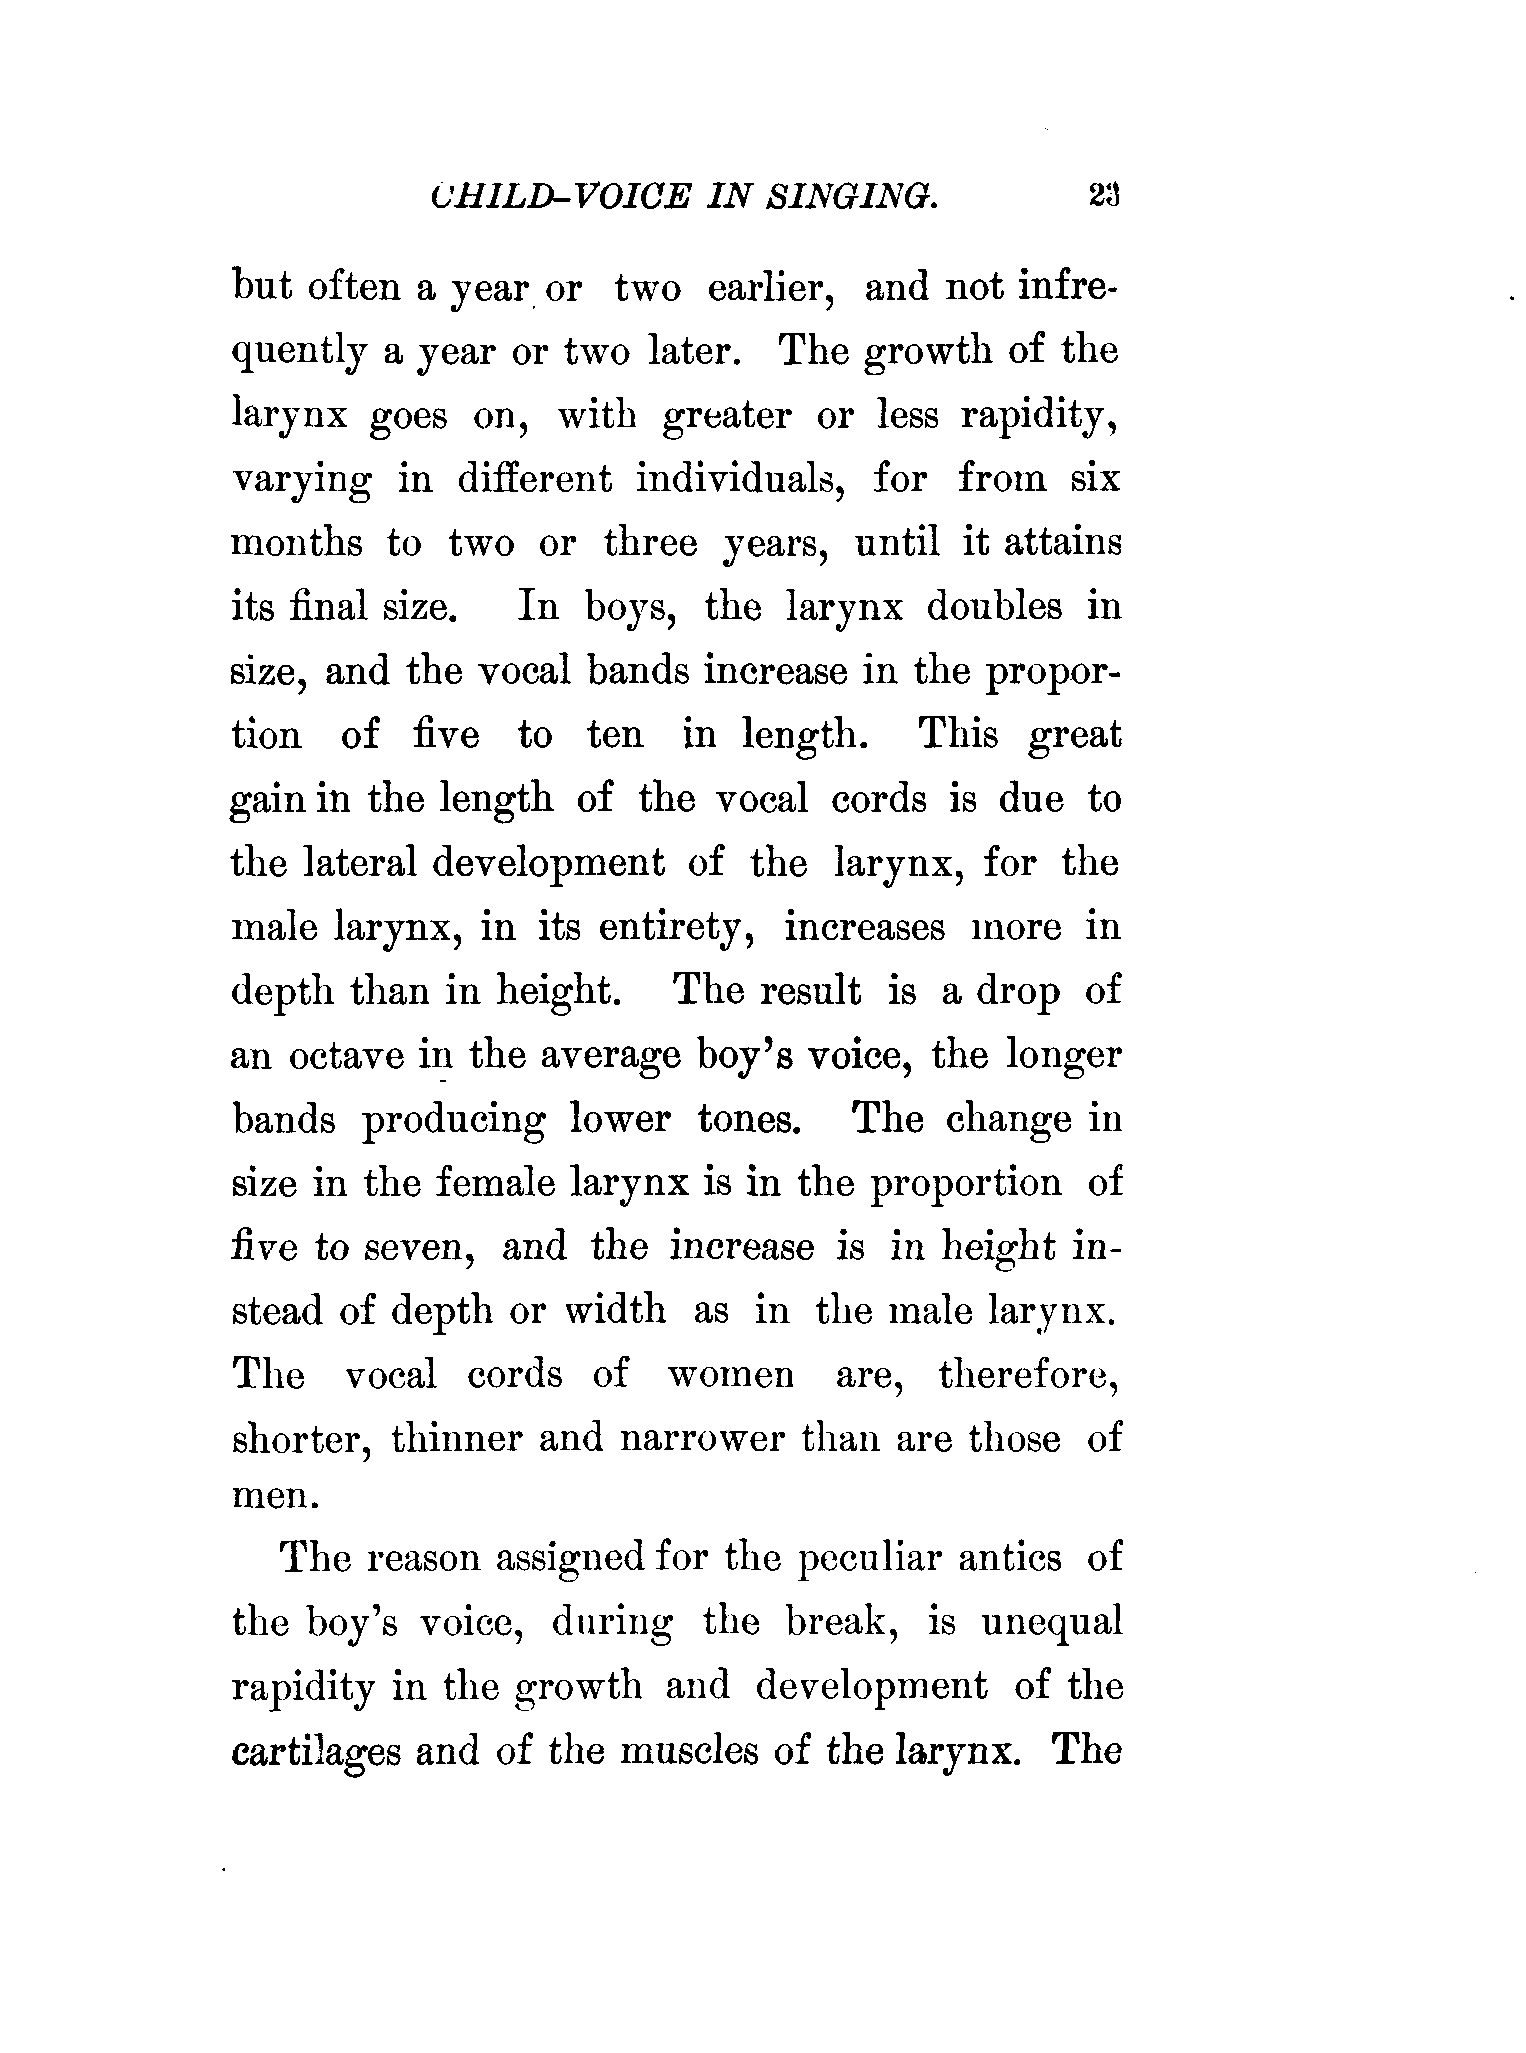 CHILD-VOICE IN SINGING. 23
but often a year or two earlier, and not infre-
quently a year or two later. The growth of the
larynx goes on, with greater or less rapidity,
varying in different individuals, for from six
months to two or three years, until it attains
its final size. In boys, the larynx doubles in
size, and the vocal bands increase in the propor-
tion of five to ten in length. This great
gain in the length of the vocal cords is due to
the lateral development of the larynx, for the
male larynx, in its entirety, increases more in
depth than in height. The result is a drop of
an octave in the average boy's voice, the longer
bands producing lower tones. The change in
size in the female larynx is in the proportion of
five to seven, and the increase is in height in-
stead of depth or width as in the male larynx.
The vocal cords of women are, therefore,
shorter, thinner and narrower than are those of
men.
The reason assigned for the peculiar antics of
the boy's voice, during the break, is unequal
rapidity in the growth and development of the
cartilages and of the muscles of the larynx. The